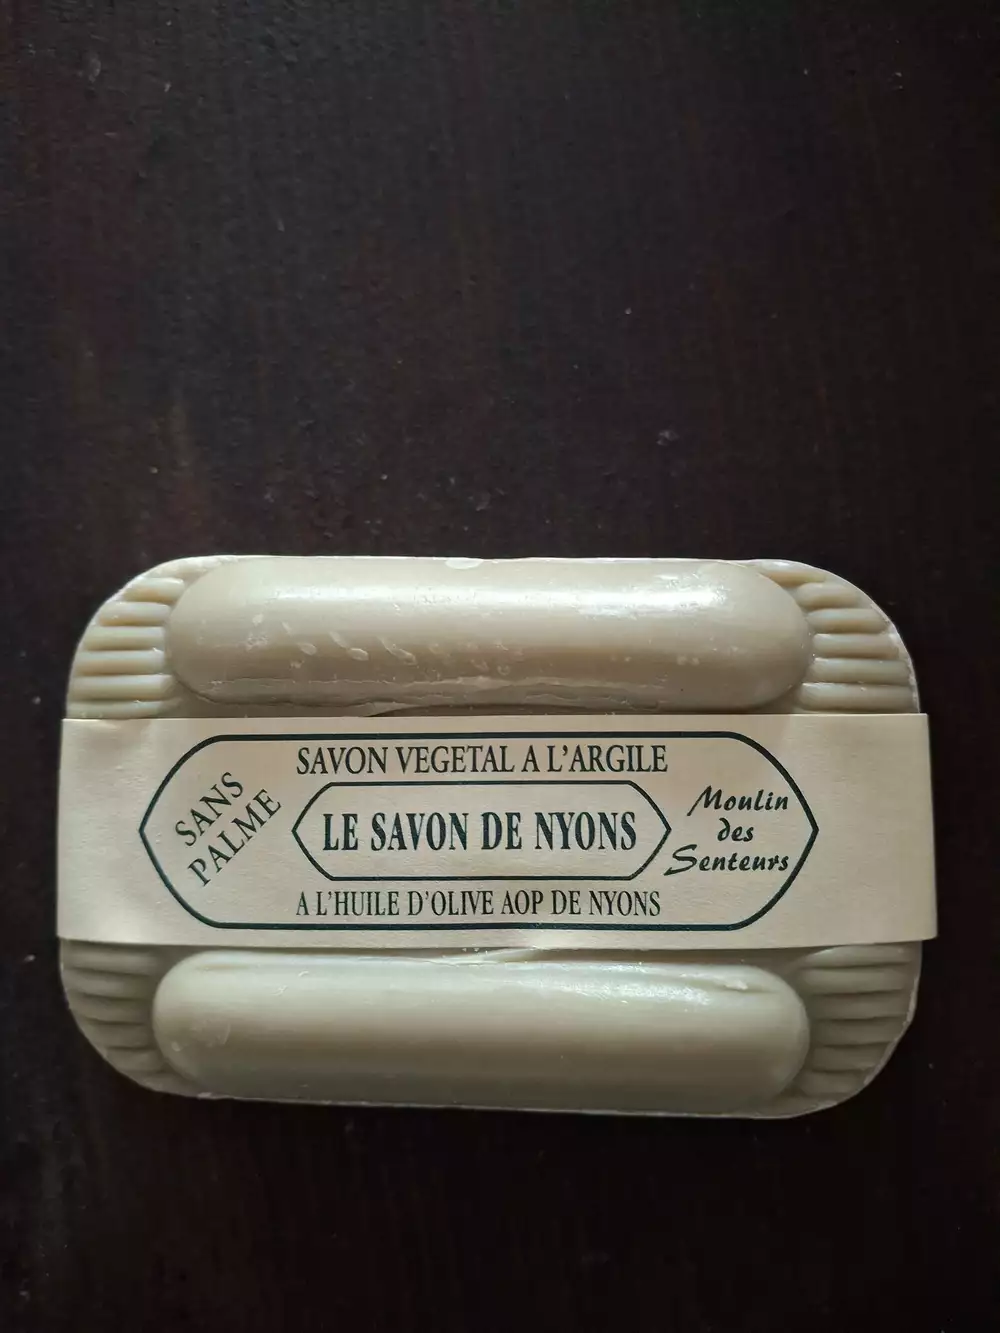 SAVON VEGETAL A L'ARGILE
SANS
PALME
LE SAVON DE NYONS
Moulin
des
Senteurs
A L'HUILE D'OLIVE AOP DE NYONS